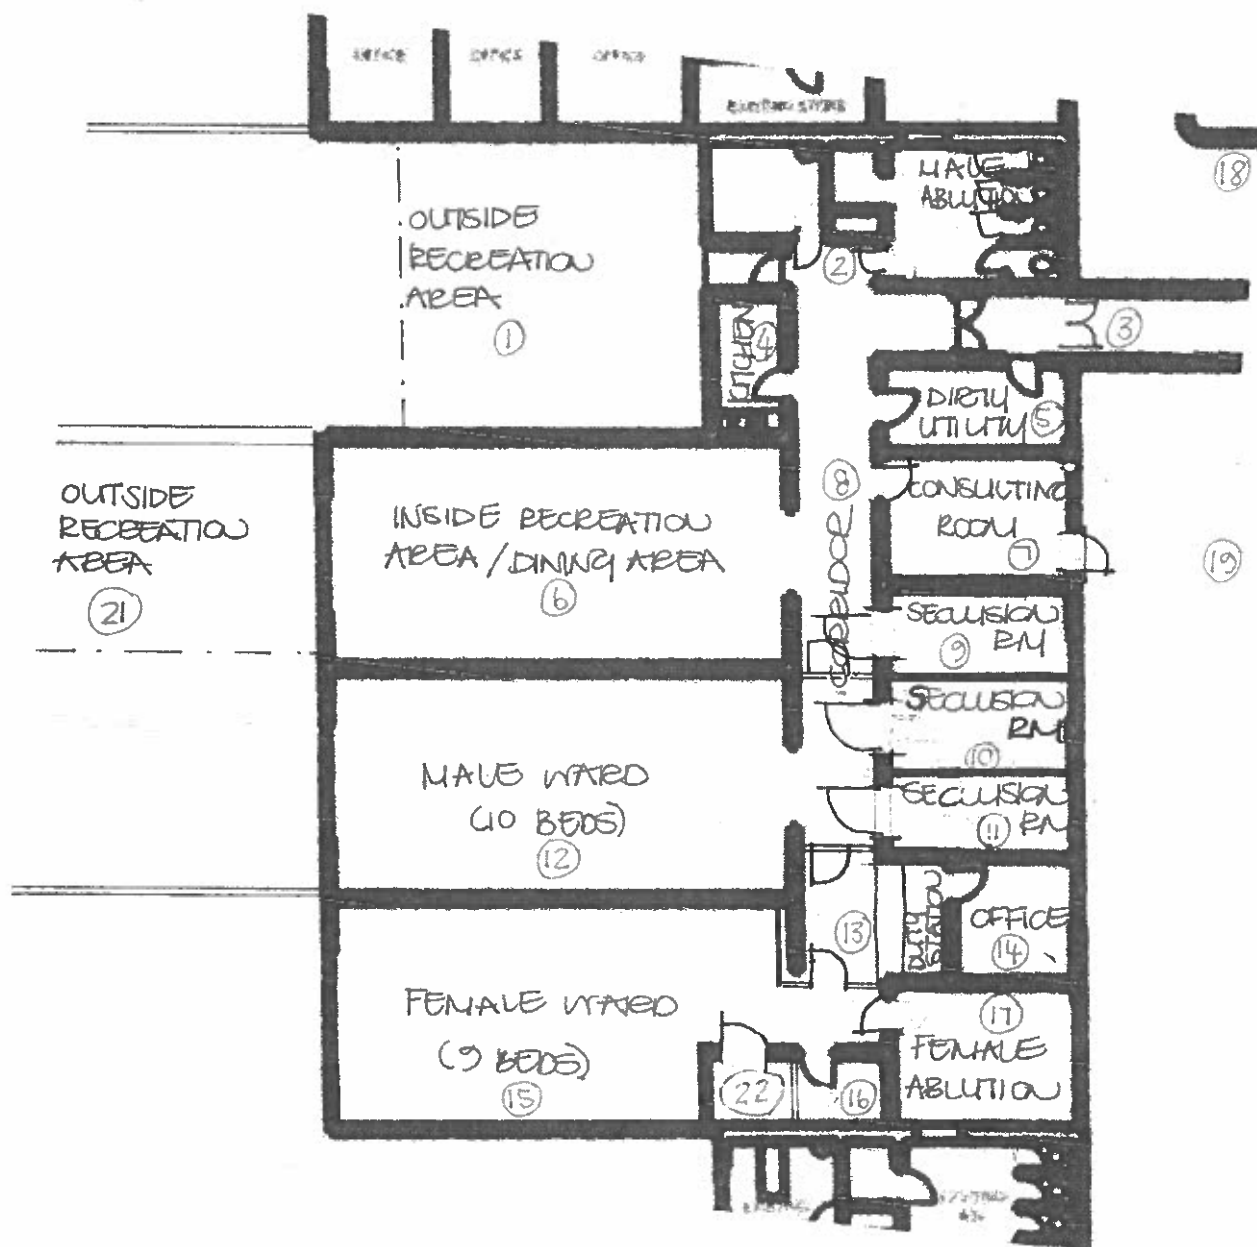 OFFICE
OFFICE
OFFICE
MALE
ABLUTION
18
OUTSIDE
RECREATION
AREA
1
2
3
KITCHEN
4
DIRTY
UTILITY 5
OUTSIDE
RECREATION
AREA
21
INSIDE RECREATION
AREA / DINING AREA
6
8
CORRIDOR
CONSULTING
ROOM
7
19
SECLUSION
RM
9
SECLUSION
RM
10
SECLUSION
RM
11
MALE WARD
(10 BEDS)
12
13
DUTY
STATION
OFFICE
14
FEMALE WARD
(9 BEDS)
15
22
16
17
FEMALE
ABLUTION